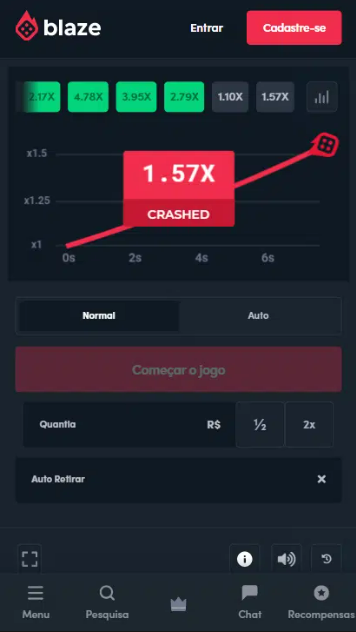 blaze
Entrar
Cadastre-se
2.17X 4.78X 3.95X 2.79X 1.10X 1.57X
x1.5
1.57X
CRASHED
x1.25
x1
0s 2s 4s 6s
Normal Auto
Começar o jogo
Quantia R$ ½ 2x
Auto Retirar ×
Menu Pesquisa Chat Recompensas